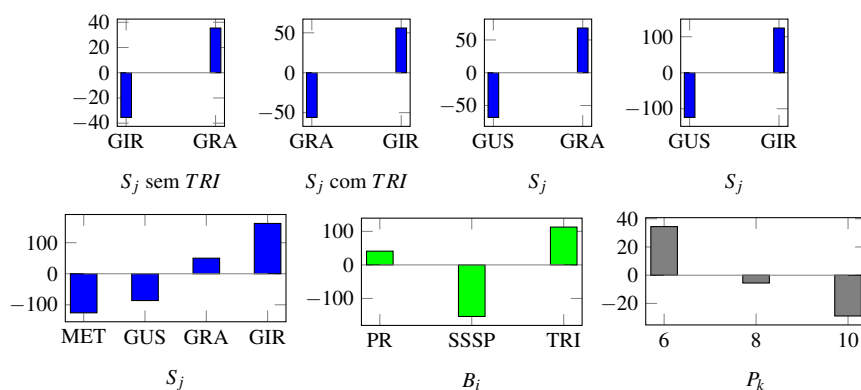 40
20
0
−20
−40
GIR GRA
S_j sem TRI
50
0
−50
GRA GIR
S_j com TRI
50
0
−50
GUS GRA
S_j
100
0
−100
GUS GIR
S_j
100
0
−100
MET GUS GRA GIR
S_j
100
0
−100
PR SSSP TRI
B_i
40
20
0
−20
6 8 10
P_k